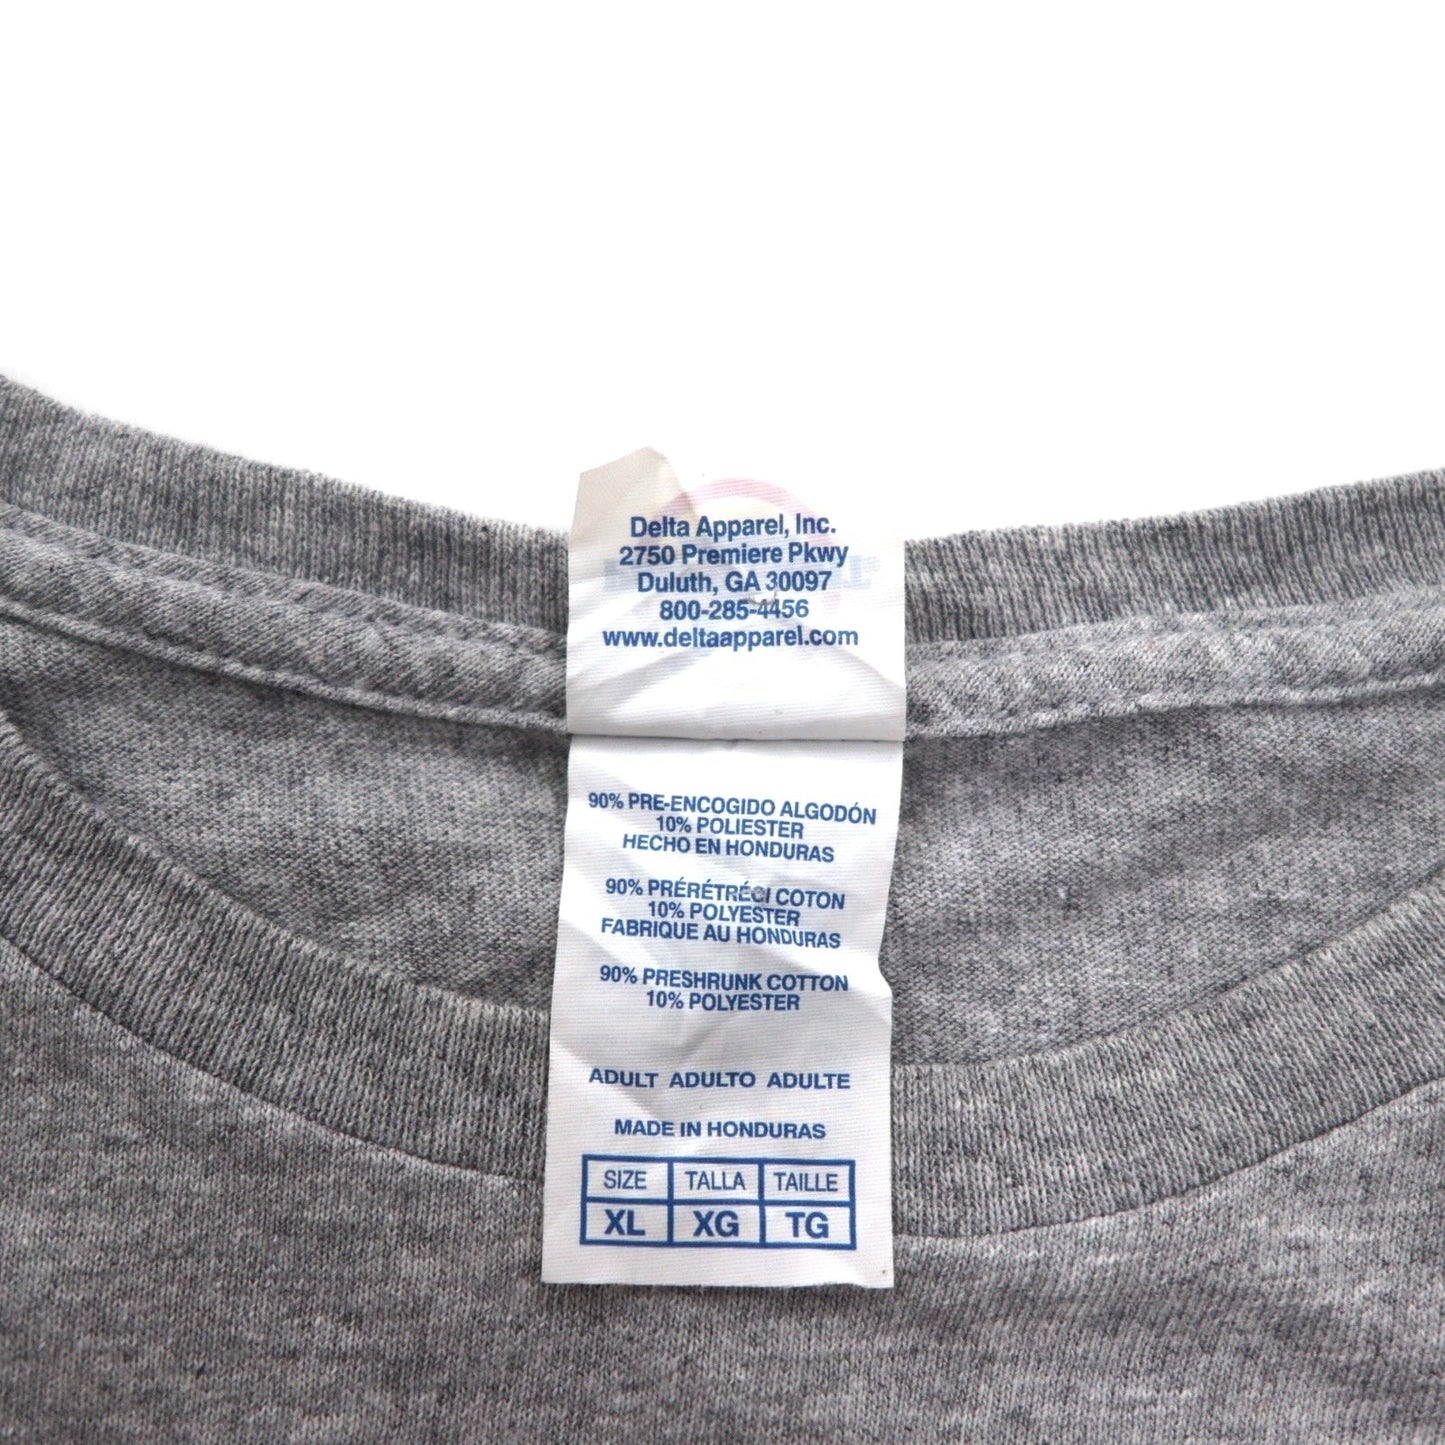 Delta Apparel, Inc.
2750 Premiere Pkwy
Duluth, GA 30097
800-285-4456
www.deltaapparel.com
90% PRE-ENCOGIDO ALGODÓN
10% POLIESTER
HECHO EN HONDURAS
90% PRÉRÉTRÉCI COTON
10% POLYESTER
FABRIQUE AU HONDURAS
90% PRESHRUNK COTTON
10% POLYESTER
ADULT ADULTO ADULTE
MADE IN HONDURAS
SIZE TALLA TAILLE
XL XG TG